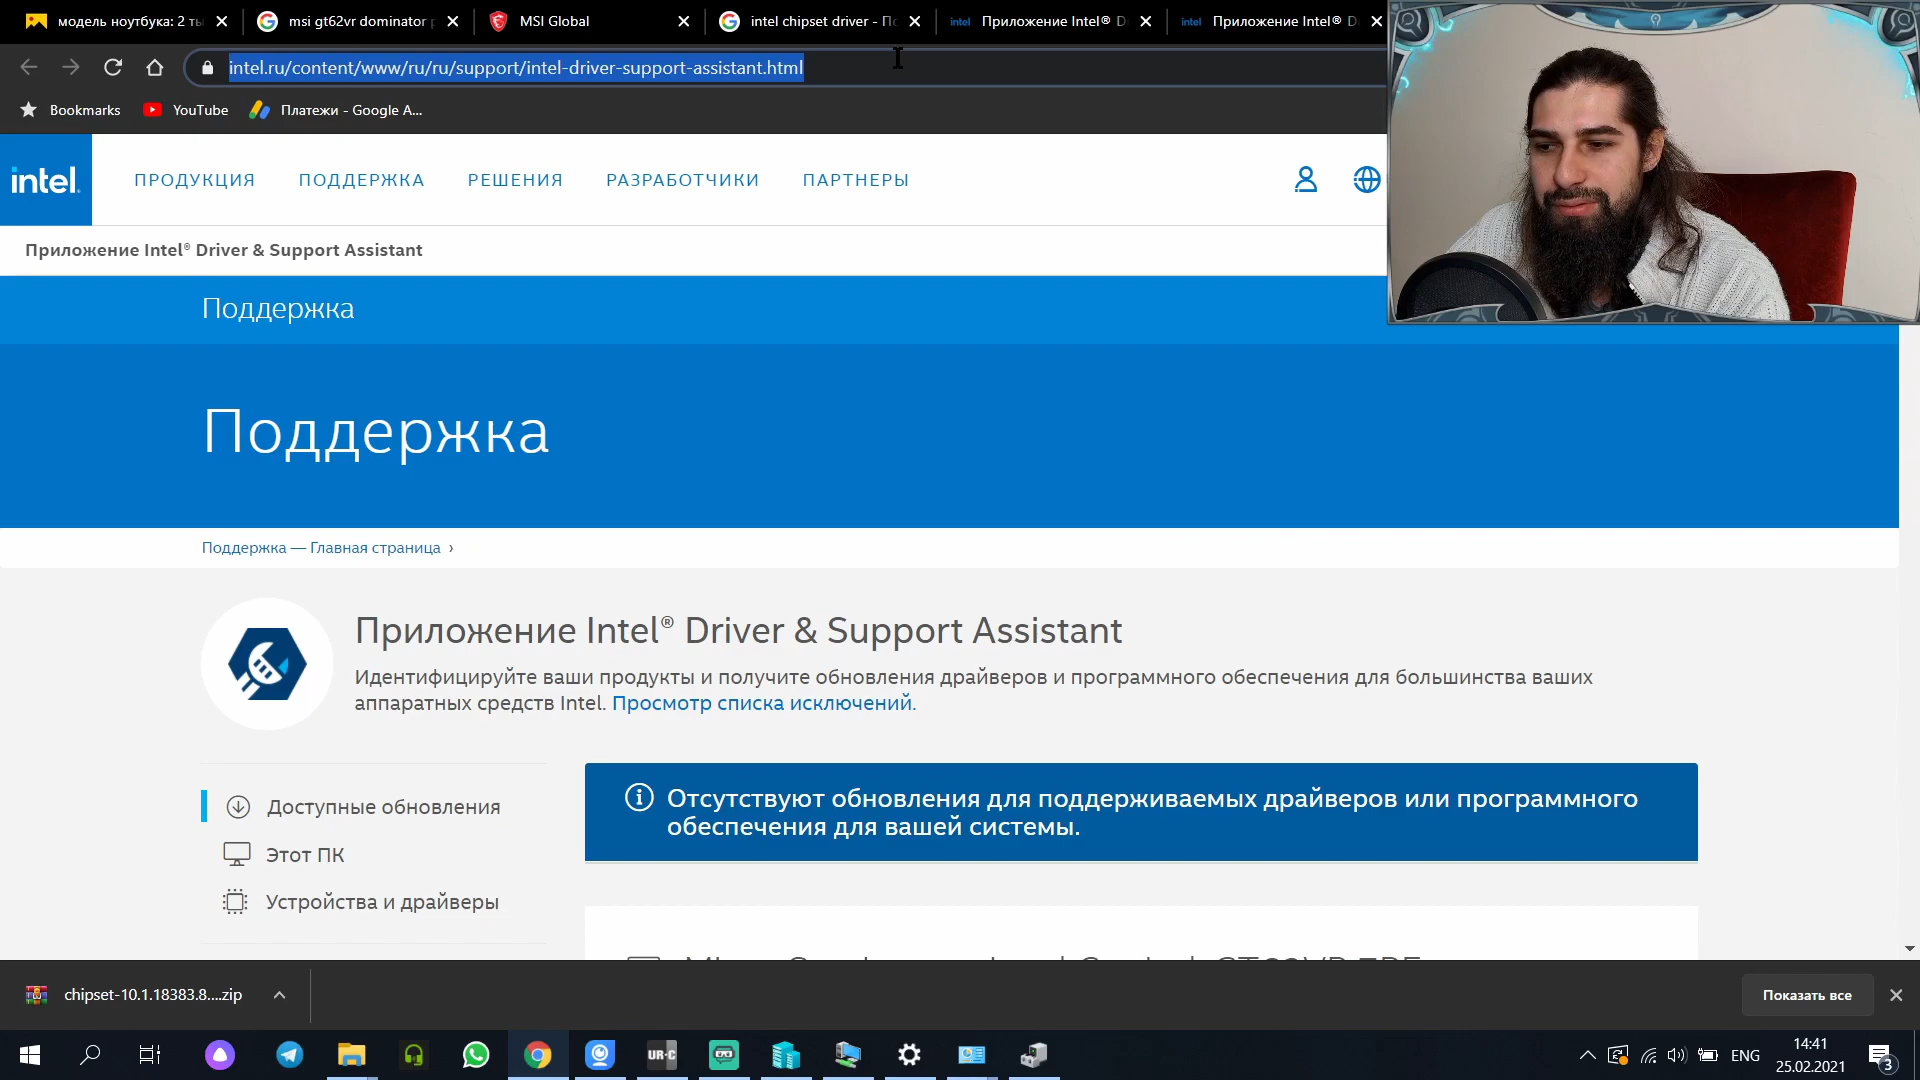 модель ноутбука: 2 ты
msi gt62vr dominator p
MSI Global
intel chipset driver - По
intel Приложение Intel® D
intel Приложение Intel® D
intel.ru/content/www/ru/ru/support/intel-driver-support-assistant.html
Bookmarks
YouTube
Платежи - Google A...
intel.
ПРОДУКЦИЯ
ПОДДЕРЖКА
РЕШЕНИЯ
РАЗРАБОТЧИКИ
ПАРТНЕРЫ
Приложение Intel® Driver & Support Assistant
Поддержка
Поддержка
Поддержка — Главная страница ›
Приложение Intel® Driver & Support Assistant
Идентифицируйте ваши продукты и получите обновления драйверов и программного обеспечения для большинства ваших
аппаратных средств Intel. Просмотр списка исключений.
Доступные обновления
Этот ПК
Устройства и драйверы
Отсутствуют обновления для поддерживаемых драйверов или программного
обеспечения для вашей системы.
chipset-10.1.18383.8....zip
Показать все
UR-C
ENG
14:41
25.02.2021
3